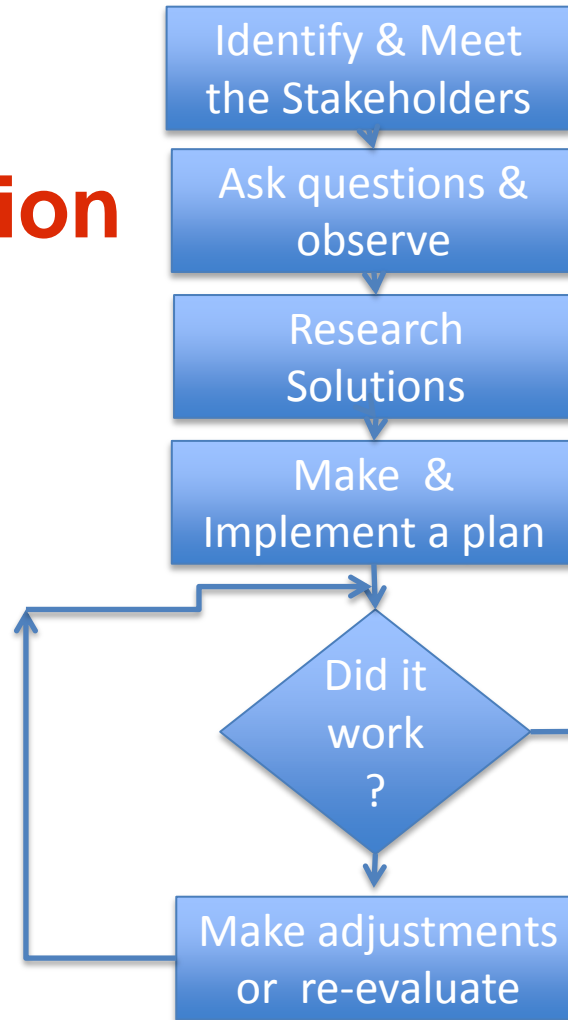 Identify & Meet
the Stakeholders
ion
Ask questions &
observe
Research
Solutions
Make &
Implement a plan
Did it
work
?
Make adjustments
or re-evaluate